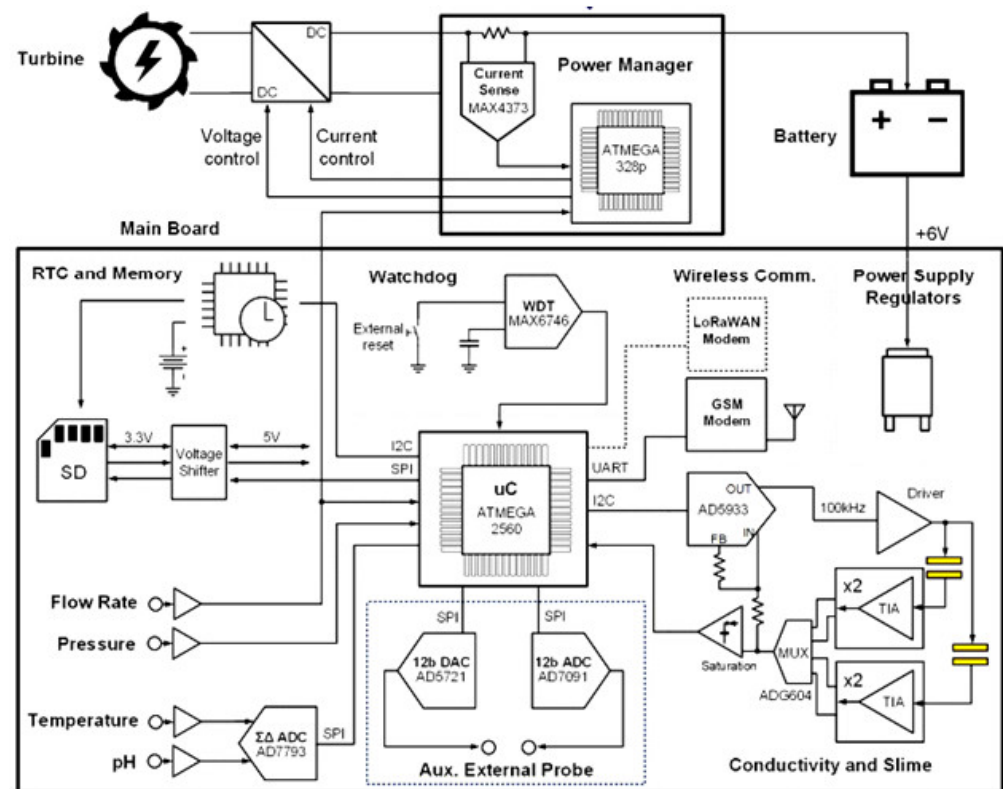 Turbine
DC
DC
Voltage
control
Current
control
Current
Sense
MAX4373
Power Manager
ATMEGA
328p
Battery
+
−
+6V
Main Board
RTC and Memory
Watchdog
Wireless Comm.
Power Supply
Regulators
External
reset
WDT
MAX6746
LoRaWAN
Modem
GSM
Modem
+
-
SD
3.3V
Voltage
Shifter
5V
I2C
SPI
uC
ATMEGA
2560
UART
I2C
OUT
AD5933
FB
IN
100kHz
Driver
x2
TIA
x2
TIA
MUX
ADG604
Saturation
Conductivity and Slime
Flow Rate
Pressure
Temperature
pH
ΣΔ ADC
AD7793
SPI
SPI
SPI
12b DAC
AD5721
12b ADC
AD7091
Aux. External Probe